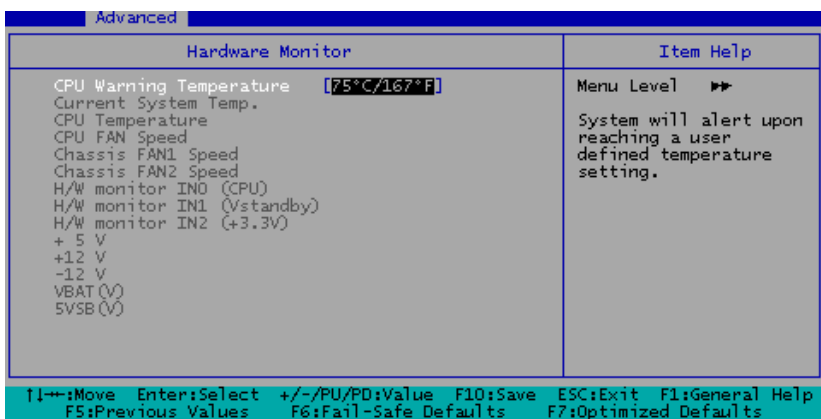 Advanced
Hardware Monitor
Item Help
CPU Warning Temperature [75°C/167°F]
Current System Temp.
CPU Temperature
CPU FAN Speed
Chassis FAN1 Speed
Chassis FAN2 Speed
H/W monitor IN0 (CPU)
H/W monitor IN1 (Vstandby)
H/W monitor IN2 (+3.3V)
+ 5 V
+12 V
-12 V
VBAT(V)
5VSB(V)
Menu Level ►►
System will alert upon
reaching a user
defined temperature
setting.
↑↓→←:Move Enter:Select +/-/PU/PD:Value F10:Save ESC:Exit F1:General Help
F5:Previous Values F6:Fail-Safe Defaults F7:Optimized Defaults